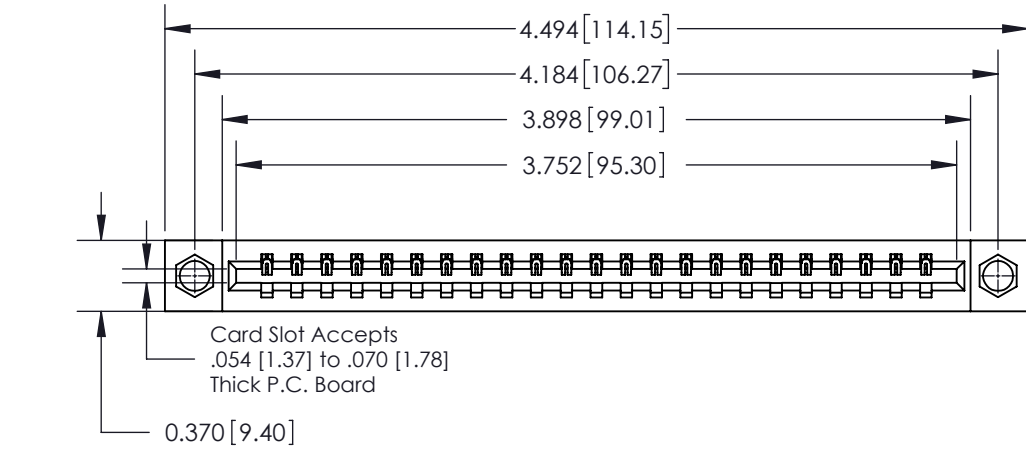 4.494[114.15]
4.184[106.27]
3.898[99.01]
3.752[95.30]
Card Slot Accepts
.054 [1.37] to .070 [1.78]
Thick P.C. Board
0.370[9.40]